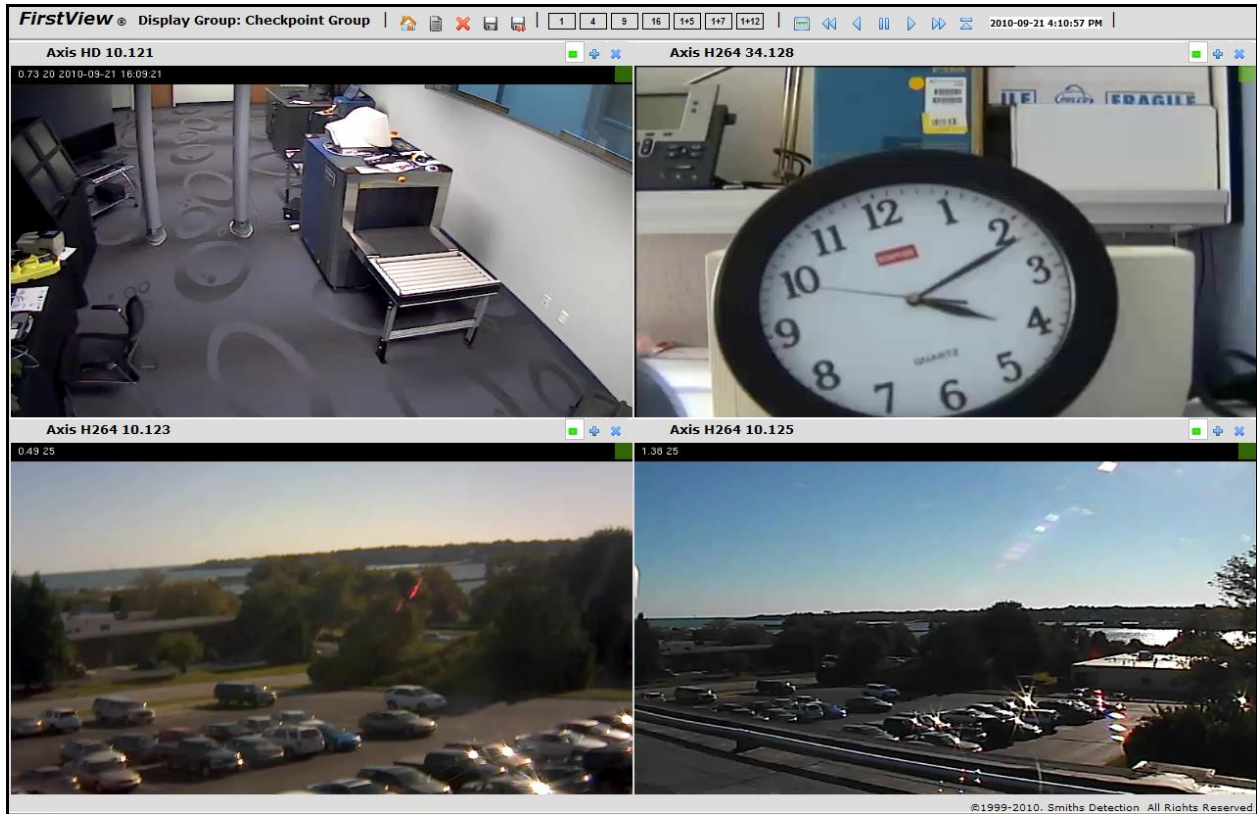 FirstView ® Display Group: Checkpoint Group
1 4 9 16 1+5 1+7 1+12
2010-09-21 4:10:57 PM
Axis HD 10.121
0.73 20 2010-09-21 16:09:21
Axis H264 34.128
FRAGILE
12
1
2
3
4
5
6
7
8
9
10
11
QUARTZ
Axis H264 10.123
0.49 25
Axis H264 10.125
1.38 25
©1999-2010. Smiths Detection All Rights Reserved